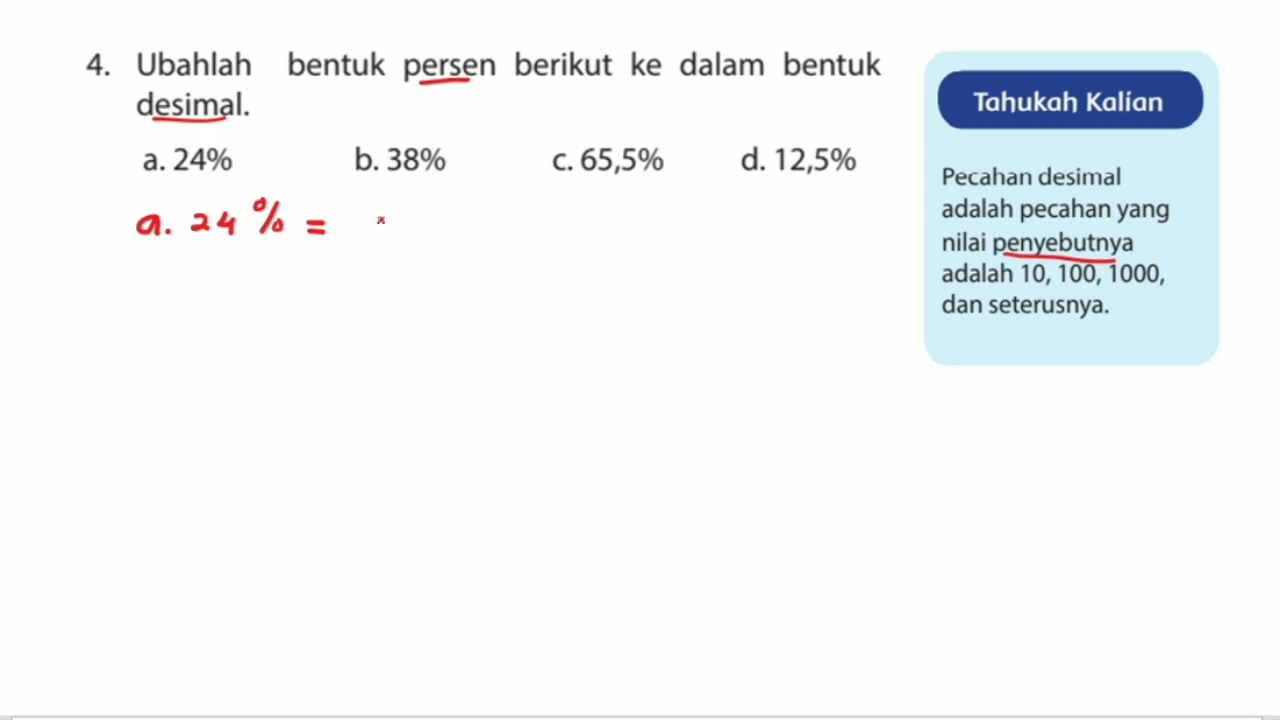 4. Ubahlah bentuk persen berikut ke dalam bentuk
desimal.
a. 24% b. 38% c. 65,5% d. 12,5%
a. 24 % =
Tahukah Kalian
Pecahan desimal
adalah pecahan yang
nilai penyebutnya
adalah 10, 100, 1000,
dan seterusnya.